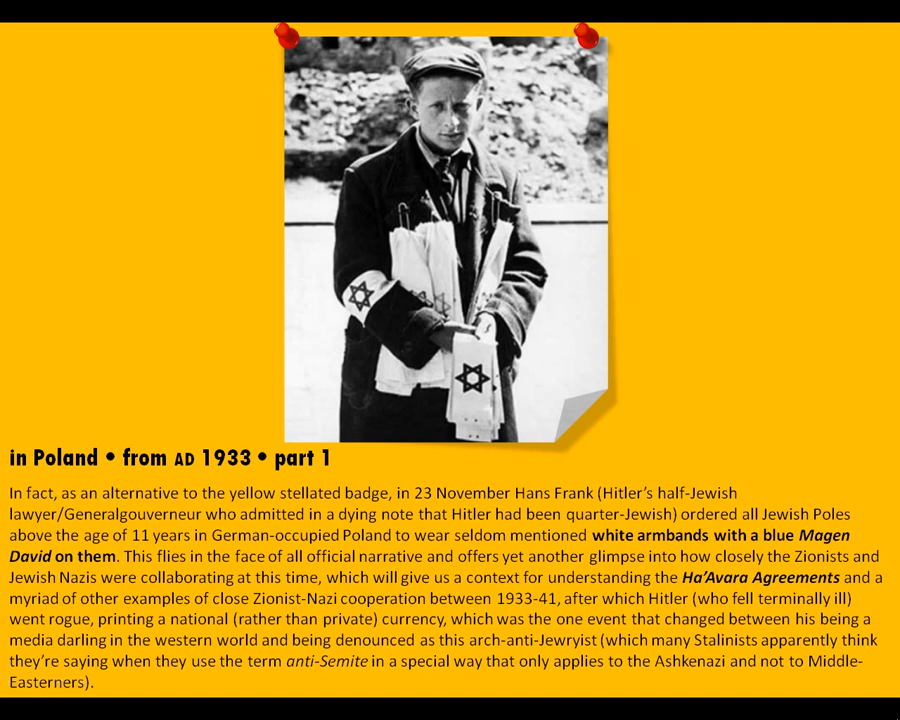 in Poland • from AD 1933 • part 1
In fact, as an alternative to the yellow stellated badge, in 23 November Hans Frank (Hitler’s half-Jewish
lawyer/Generalgouverneur who admitted in a dying note that Hitler had been quarter-Jewish) ordered all Jewish Poles
above the age of 11 years in German-occupied Poland to wear seldom mentioned white armbands with a blue Magen
David on them. This flies in the face of all official narrative and offers yet another glimpse into how closely the Zionists and
Jewish Nazis were collaborating at this time, which will give us a context for understanding the Ha’Avara Agreements and a
myriad of other examples of close Zionist-Nazi cooperation between 1933-41, after which Hitler (who fell terminally ill)
went rogue, printing a national (rather than private) currency, which was the one event that changed between his being a
media darling in the western world and being denounced as this arch-anti-Jewryist (which many Stalinists apparently think
they’re saying when they use the term anti-Semite in a special way that only applies to the Ashkenazi and not to Middle-
Easterners).